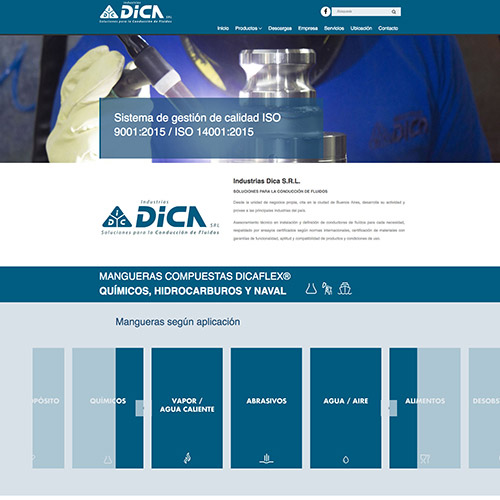 Industrias
DICA SRL
Soluciones para la Conducción de Fluidos
Búsqueda
Inicio Productos Descargas Empresa Servicios Ubicación Contacto
Sistema de gestión de calidad ISO
9001:2015 / ISO 14001:2015
DICA
Industrias
DICA SRL
Soluciones para la Conducción de Fluidos
Industrias Dica S.R.L.
SOLUCIONES PARA LA CONDUCCIÓN DE FLUIDOS
Desde la unidad de negocios propia, sita en la ciudad de Buenos Aires, desarrolla su actividad y
provee a las principales industrias del país.
Asesoramiento técnico en instalación y definición de conductores de fluidos para cada necesidad,
respaldado por ensayos certificados según normas internacionales, certificación de materiales con
garantías de funcionalidad, aptitud y compatibilidad de productos y condiciones de uso.
MANGUERAS COMPUESTAS DICAFLEX®
QUÍMICOS, HIDROCARBUROS Y NAVAL
Mangueras según aplicación
OPÓSITO QUÍMICOS VAPOR / AGUA CALIENTE ABRASIVOS AGUA / AIRE ALIMENTOS DESOBS